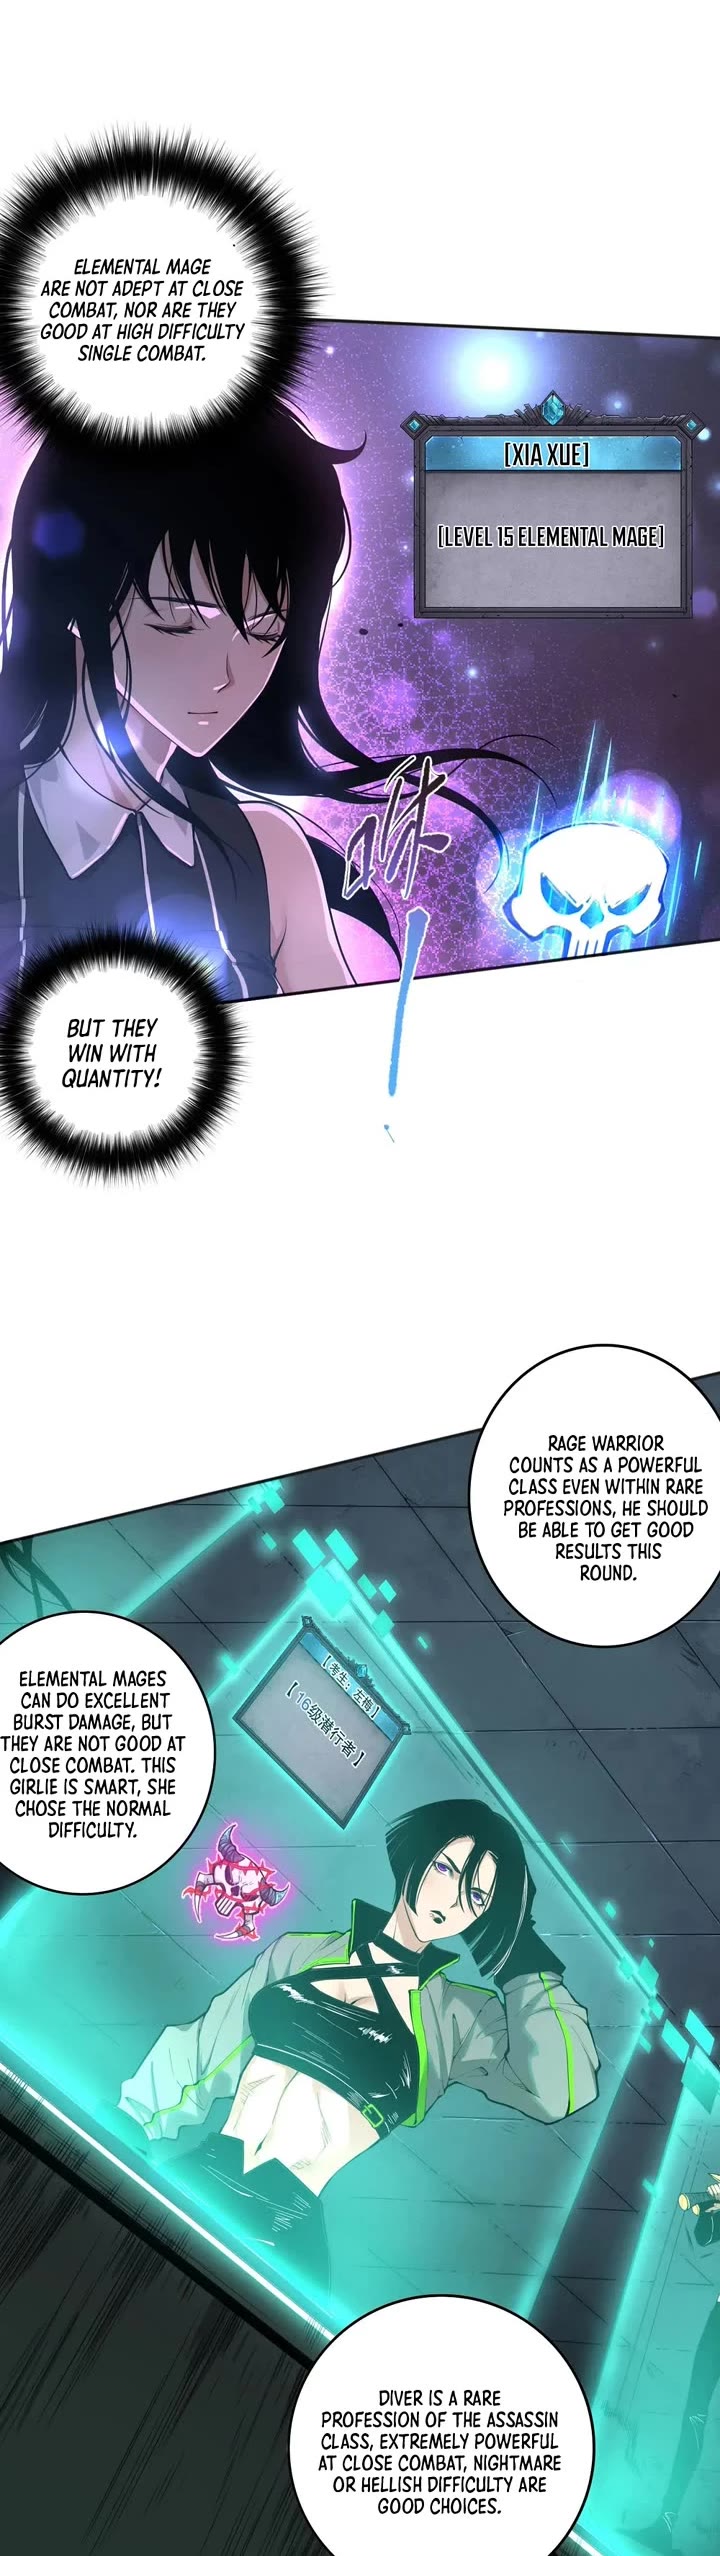 ELEMENTAL MAGE
ARE NOT ADEPT AT CLOSE
COMBAT, NOR ARE THEY
GOOD AT HIGH DIFFICULTY
SINGLE COMBAT.
[XIA XUE]
[LEVEL 15 ELEMENTAL MAGE]
BUT THEY
WIN WITH
QUANTITY!
RAGE WARRIOR
COUNTS AS A POWERFUL
CLASS EVEN WITHIN RARE
PROFESSIONS, HE SHOULD
BE ABLE TO GET GOOD
RESULTS THIS
ROUND.
ELEMENTAL MAGES
CAN DO EXCELLENT
BURST DAMAGE, BUT
THEY ARE NOT GOOD AT
CLOSE COMBAT. THIS
GIRLIE IS SMART, SHE
CHOSE THE NORMAL
DIFFICULTY.
【考生：左梅】
【16级潜行者】
DIVER IS A RARE
PROFESSION OF THE ASSASSIN
CLASS, EXTREMELY POWERFUL
AT CLOSE COMBAT, NIGHTMARE
OR HELLISH DIFFICULTY ARE
GOOD CHOICES.